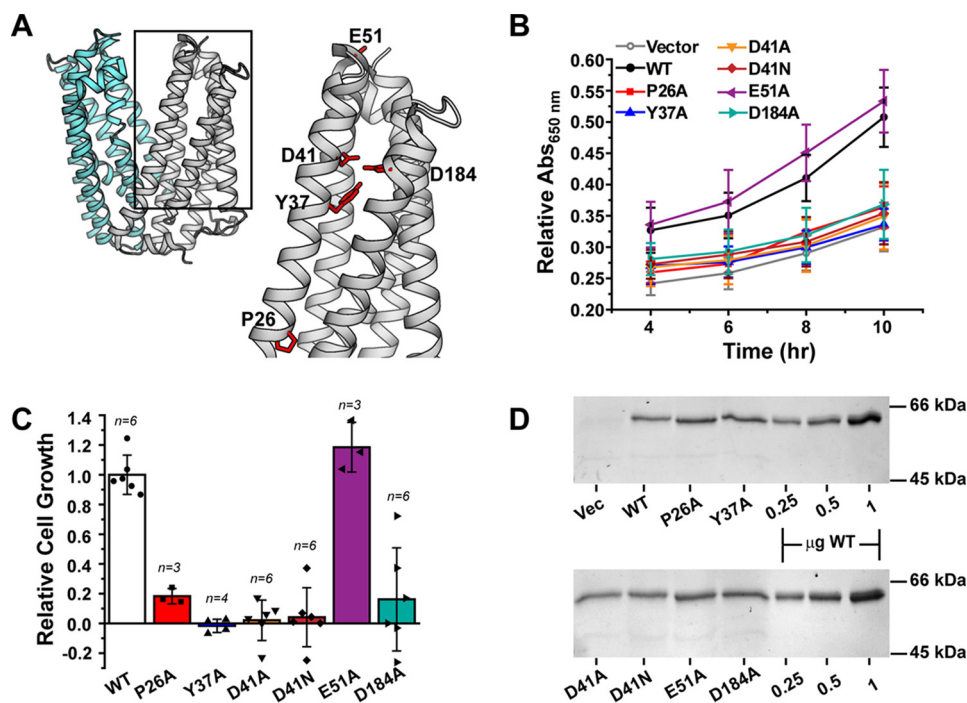 A
E51
D41
D184
Y37
P26
B
Vector
WT
P26A
Y37A
D41A
D41N
E51A
D184A
Relative Abs650 nm
0.55
0.50
0.45
0.40
0.35
0.30
0.25
0.20
4
6
8
10
Time (hr)
C
Relative Cell Growth
1.4
1.2
1.0
0.8
0.6
0.4
0.2
0.0
-0.2
n=6
n=3
n=4
n=6
n=6
n=3
n=6
WT
P26A
Y37A
D41A
D41N
E51A
D184A
D
66 kDa
45 kDa
Vec
WT
P26A
Y37A
0.25
0.5
1
μg WT
66 kDa
45 kDa
D41A
D41N
E51A
D184A
0.25
0.5
1